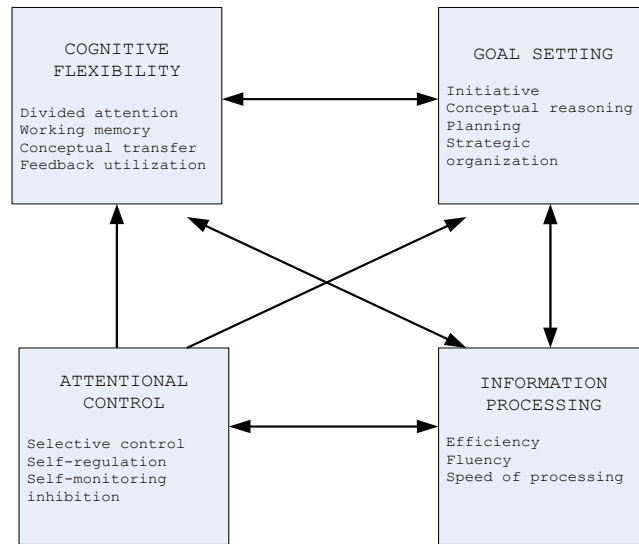 COGNITIVE
FLEXIBILITY
Divided attention
Working memory
Conceptual transfer
Feedback utilization
GOAL SETTING
Initiative
Conceptual reasoning
Planning
Strategic
organization
ATTENTIONAL
CONTROL
Selective control
Self-regulation
Self-monitoring
inhibition
INFORMATION
PROCESSING
Efficiency
Fluency
Speed of processing